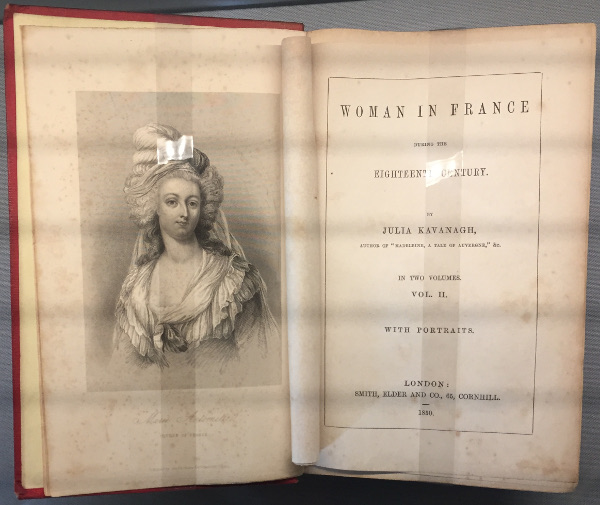 WOMAN IN FRANCE
DURING THE
EIGHTEENTH CENTURY.
BY
JULIA KAVANAGH,
AUTHOR OF "MADELEINE, A TALE OF AUVERGNE," &c.
IN TWO VOLUMES.
VOL. II.
WITH PORTRAITS.
LONDON:
SMITH, ELDER AND CO., 65, CORNHILL.
1850.